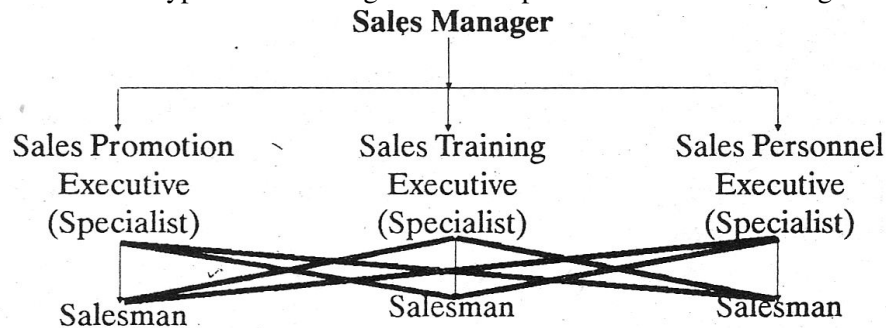 Sales Manager
Sales Promotion Sales Training Sales Personnel
Executive Executive Executive
(Specialist) (Specialist) (Specialist)
Salesman Salesman Salesman